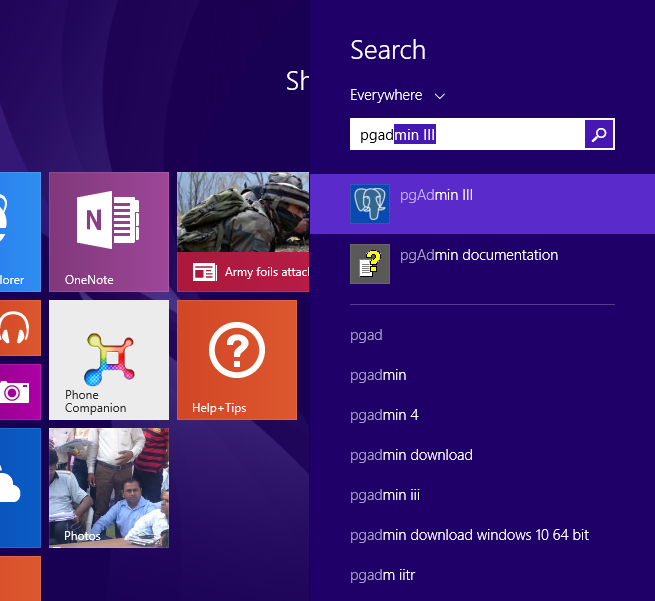 Search
Sh
Everywhere
pgadmin III
pgAdmin III
pgAdmin documentation
pgad
pgadmin
pgadmin 4
pgadmin download
pgadmin iii
pgadmin download windows 10 64 bit
pgadm iitr
lorer
N
OneNote
Army foils attac
Phone
Companion
Help+Tips
Photos